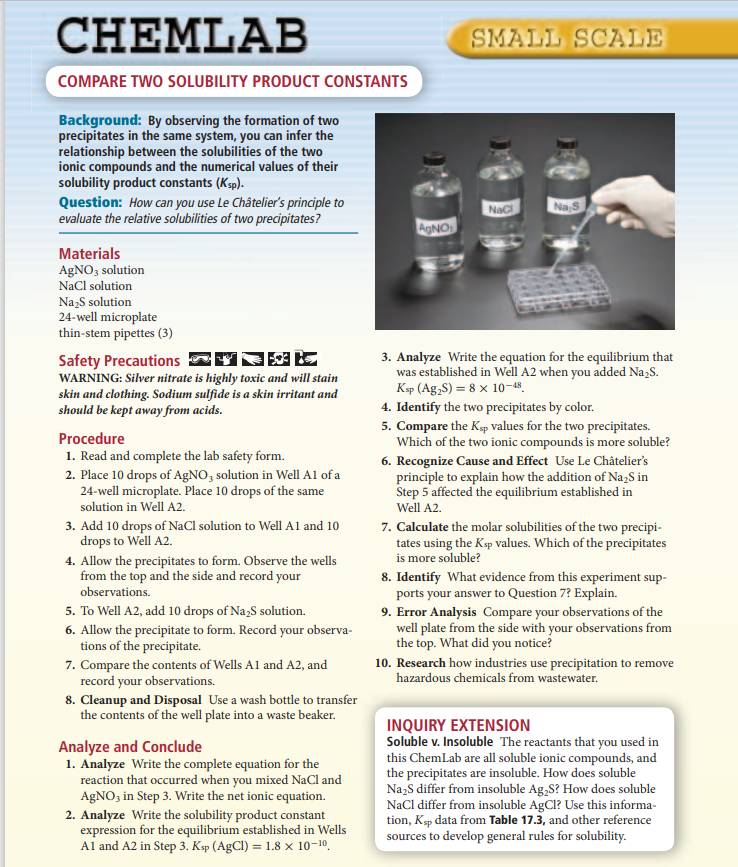 CHEMLAB
SMALL SCALE
COMPARE TWO SOLUBILITY PRODUCT CONSTANTS
Background: By observing the formation of two
precipitates in the same system, you can infer the
relationship between the solubilities of the two
ionic compounds and the numerical values of their
solubility product constants (Ksp).
Question: How can you use Le Châtelier's principle to
evaluate the relative solubilities of two precipitates?
Materials
AgNO₃ solution
NaCl solution
Na₂S solution
24-well microplate
thin-stem pipettes (3)
Safety Precautions
WARNING: Silver nitrate is highly toxic and will stain
skin and clothing. Sodium sulfide is a skin irritant and
should be kept away from acids.
Procedure
1. Read and complete the lab safety form.
2. Place 10 drops of AgNO₃ solution in Well A1 of a
24-well microplate. Place 10 drops of the same
solution in Well A2.
3. Add 10 drops of NaCl solution to Well A1 and 10
drops to Well A2.
4. Allow the precipitates to form. Observe the wells
from the top and the side and record your
observations.
5. To Well A2, add 10 drops of Na₂S solution.
6. Allow the precipitate to form. Record your observa-
tions of the precipitate.
7. Compare the contents of Wells A1 and A2, and
record your observations.
8. Cleanup and Disposal Use a wash bottle to transfer
the contents of the well plate into a waste beaker.
Analyze and Conclude
1. Analyze Write the complete equation for the
reaction that occurred when you mixed NaCl and
AgNO₃ in Step 3. Write the net ionic equation.
2. Analyze Write the solubility product constant
expression for the equilibrium established in Wells
A1 and A2 in Step 3. Ksp (AgCl) = 1.8 × 10⁻¹⁰.
AgNO₃
NaCl
Na₂S
3. Analyze Write the equation for the equilibrium that
was established in Well A2 when you added Na₂S.
Ksp (Ag₂S) = 8 × 10⁻⁴⁸.
4. Identify the two precipitates by color.
5. Compare the Ksp values for the two precipitates.
Which of the two ionic compounds is more soluble?
6. Recognize Cause and Effect Use Le Châtelier's
principle to explain how the addition of Na₂S in
Step 5 affected the equilibrium established in
Well A2.
7. Calculate the molar solubilities of the two precipi-
tates using the Ksp values. Which of the precipitates
is more soluble?
8. Identify What evidence from this experiment sup-
ports your answer to Question 7? Explain.
9. Error Analysis Compare your observations of the
well plate from the side with your observations from
the top. What did you notice?
10. Research how industries use precipitation to remove
hazardous chemicals from wastewater.
INQUIRY EXTENSION
Soluble v. Insoluble The reactants that you used in
this ChemLab are all soluble ionic compounds, and
the precipitates are insoluble. How does soluble
Na₂S differ from insoluble Ag₂S? How does soluble
NaCl differ from insoluble AgCl? Use this informa-
tion, Ksp data from Table 17.3, and other reference
sources to develop general rules for solubility.